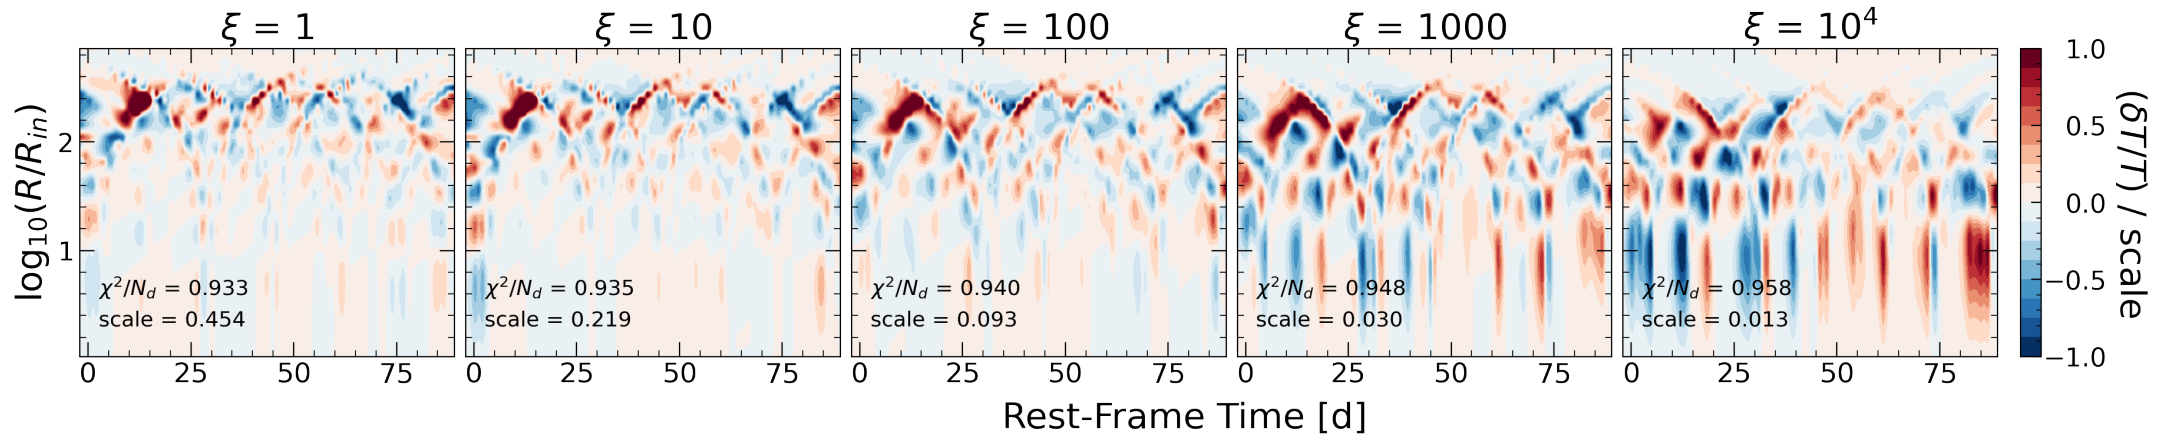 ξ = 1
ξ = 10
ξ = 100
ξ = 1000
ξ = 10⁴
log₁₀(R/Rᵢₙ)
2
1
χ²/N_d = 0.933
scale = 0.454
χ²/N_d = 0.935
scale = 0.219
χ²/N_d = 0.940
scale = 0.093
χ²/N_d = 0.948
scale = 0.030
χ²/N_d = 0.958
scale = 0.013
0 25 50 75
0 25 50 75
0 25 50 75
0 25 50 75
0 25 50 75
Rest-Frame Time [d]
1.0
0.5
0.0
−0.5
−1.0
(δT/T) / scale